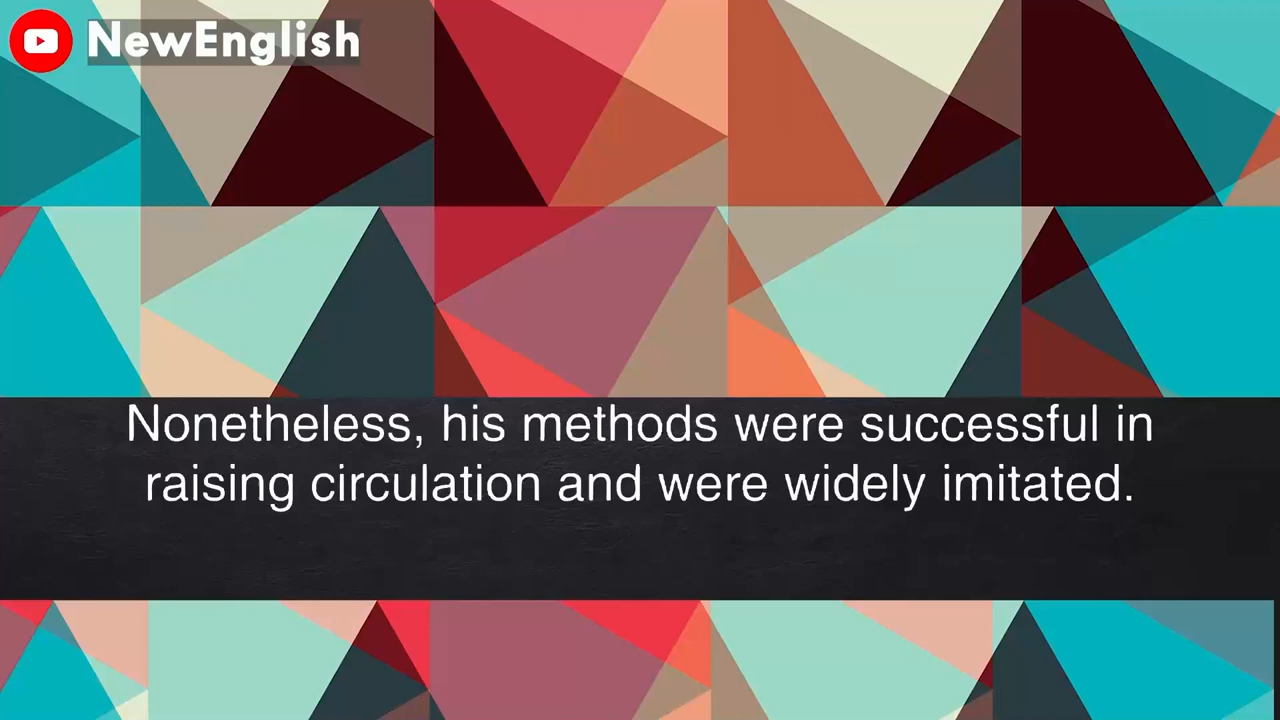 NewEnglish
Nonetheless, his methods were successful in
raising circulation and were widely imitated.